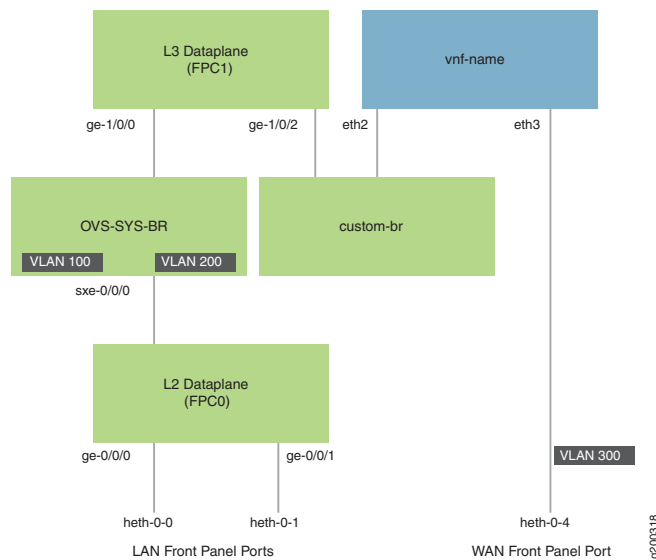 L3 Dataplane
(FPC1)
vnf-name
ge-1/0/0
ge-1/0/2
eth2
eth3
OVS-SYS-BR
custom-br
VLAN 100
VLAN 200
sxe-0/0/0
L2 Dataplane
(FPC0)
ge-0/0/0
ge-0/0/1
VLAN 300
heth-0-0
heth-0-1
heth-0-4
LAN Front Panel Ports
WAN Front Panel Port
g200318